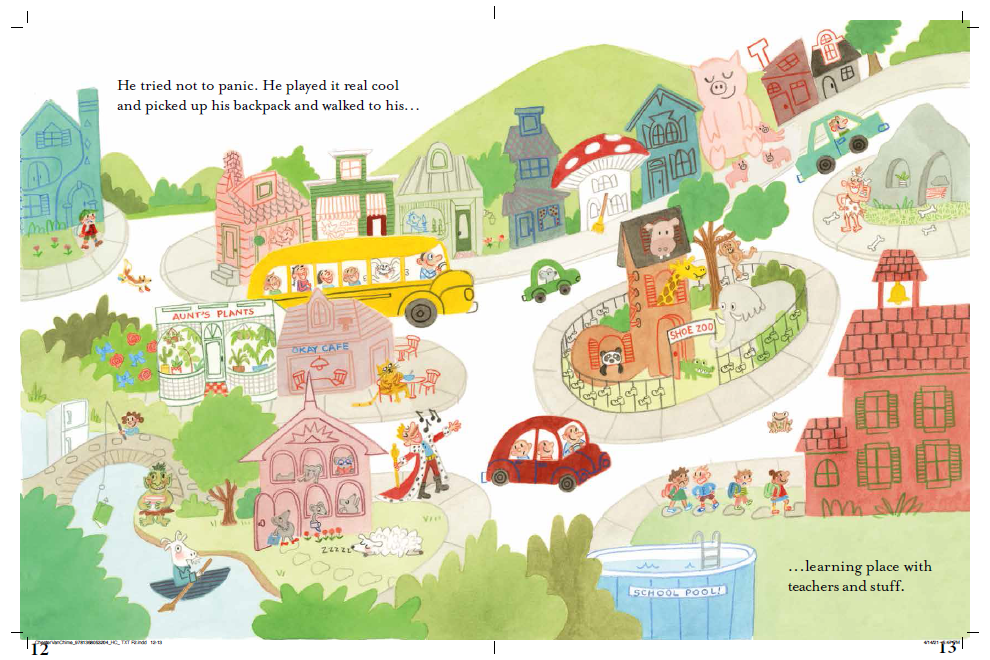 He tried not to panic. He played it real cool
and picked up his backpack and walked to his…
T
AUNT'S PLANTS
OKAY CAFE
SHOE ZOO
ZZZZZ
SCHOOL POOL!
…learning place with
teachers and stuff.
12
13